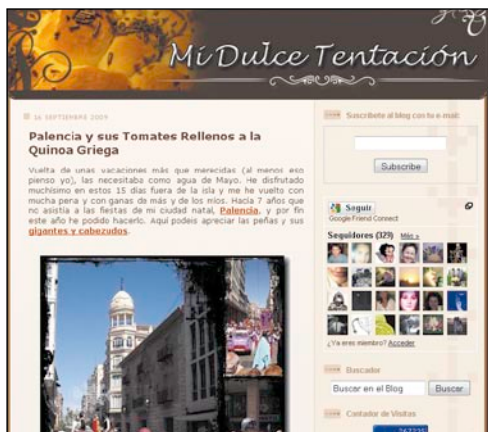 Mi Dulce Tentación
16 SEPTIEMBRE 2009
Palencia y sus Tomates Rellenos a la
Quinoa Griega
Vuelta de unas vacaciones más que merecidas (al menos eso
pienso yo), las necesitaba como agua de Mayo. He disfrutado
muchísimo en estos 15 días fuera de la isla y me he vuelto con
mucha pena y con ganas de más y de los míos. Hacía 7 años que
no asistía a las fiestas de mi ciudad natal, Palencia, y por fin
este año he podido hacerlo. Aquí podeis apreciar las peñas y sus
gigantes y cabezudos.
Suscríbete al blog con tu e-mail:
Subscribe
Seguir
Google Friend Connect
Seguidores (329) Más »
¿Ya eres miembro? Acceder
Buscador
Buscar en el Blog Buscar
Contador de Visitas